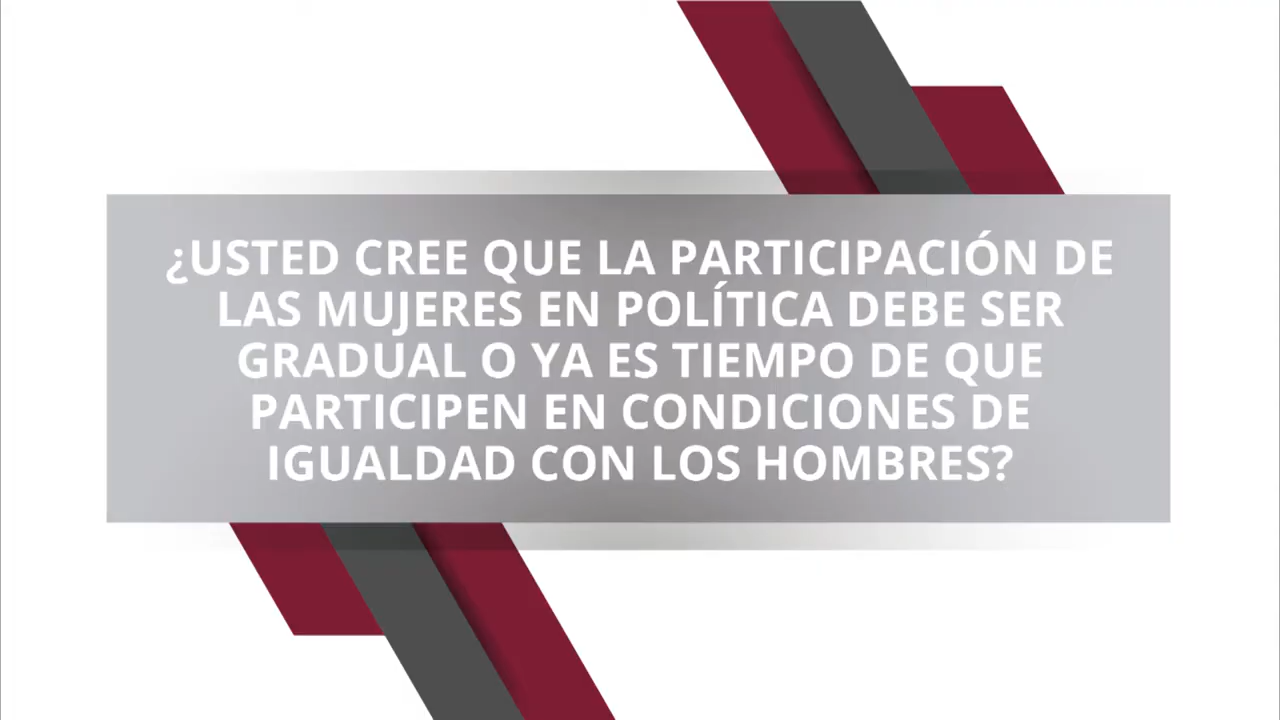 ¿USTED CREE QUE LA PARTICIPACIÓN DE
LAS MUJERES EN POLÍTICA DEBE SER
GRADUAL O YA ES TIEMPO DE QUE
PARTICIPEN EN CONDICIONES DE
IGUALDAD CON LOS HOMBRES?